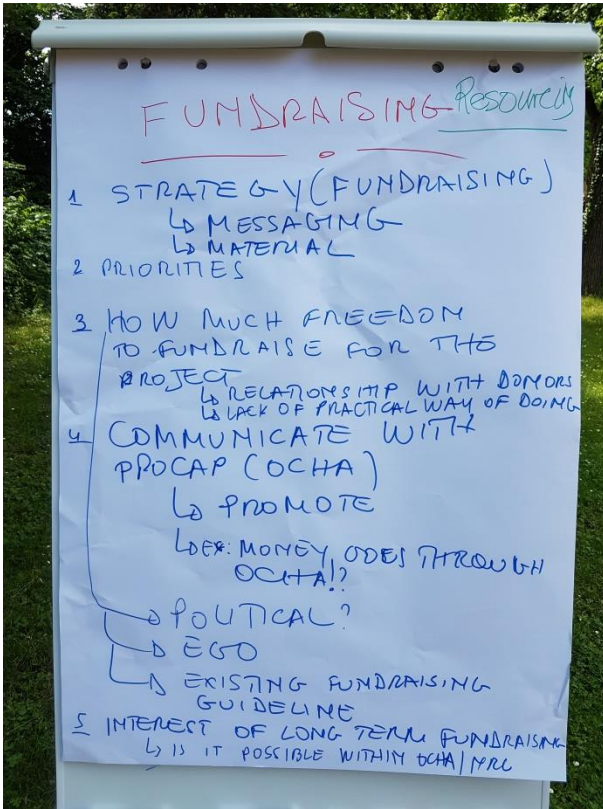 FUNDRAISING Resourcing
1 STRATEGY (FUNDRAISING)
↳ MESSAGING
↳ MATERIAL
2 PRIORITIES
3 HOW MUCH FREEDOM
TO FUNDRAISE FOR THE
PROJECT
↳ RELATIONSHIP WITH DONORS
↳ LACK OF PRACTICAL WAY OF DOING
4 COMMUNICATE WITH
PROCAP (OCHA)
↳ PROMOTE
↳ EX: MONEY GOES THROUGH
OCHA!?
→ POLITICAL?
→ EGO
→ EXISTING FUNDRAISING
GUIDELINE
5 INTEREST OF LONG TERM FUNDRAISING
↳ IS IT POSSIBLE WITHIN OCHA/NRC